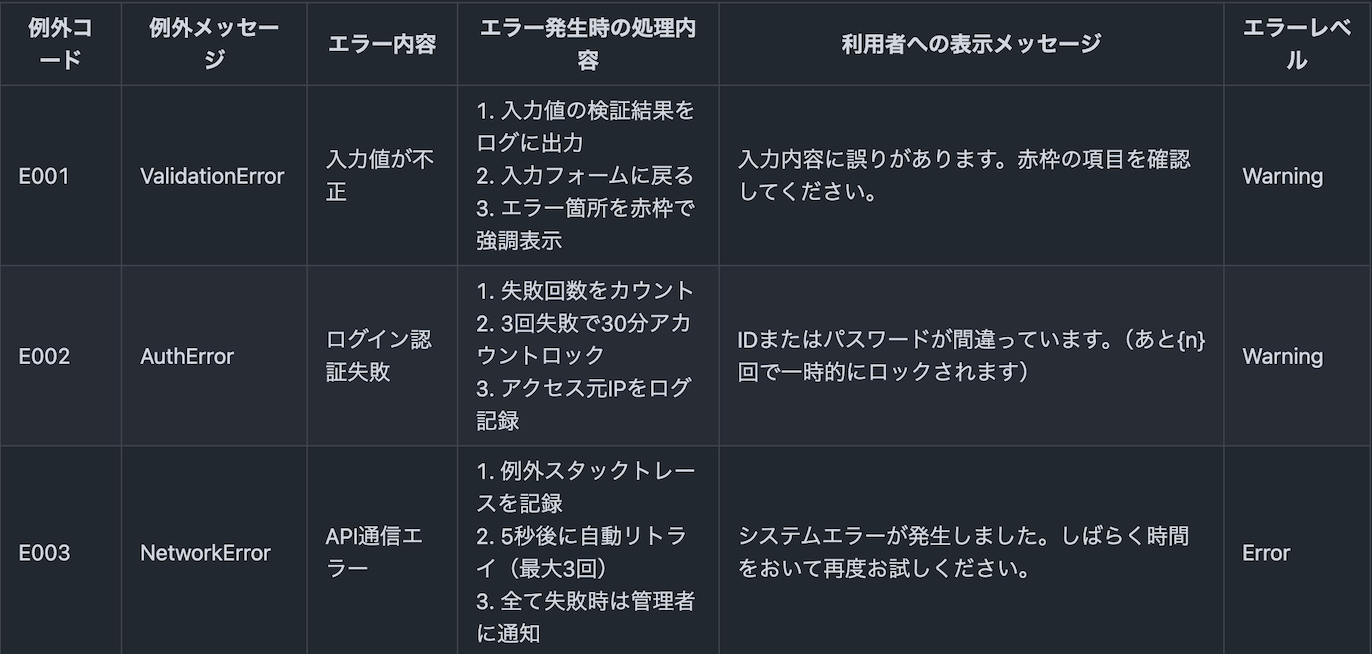 例外コ
ード
例外メッセー
ジ
エラー内容
エラー発生時の処理内
容
利用者への表示メッセージ
エラーレベ
ル
E001
ValidationError
入力値が不
正
1. 入力値の検証結果を
ログに出力
2. 入力フォームに戻る
3. エラー箇所を赤枠で
強調表示
入力内容に誤りがあります。赤枠の項目を確認
してください。
Warning
E002
AuthError
ログイン認
証失敗
1. 失敗回数をカウント
2. 3回失敗で30分アカ
ウントロック
3. アクセス元IPをログ
記録
IDまたはパスワードが間違っています。（あと{n}
回で一時的にロックされます）
Warning
E003
NetworkError
API通信エ
ラー
1. 例外スタックトレー
スを記録
2. 5秒後に自動リトラ
イ（最大3回）
3. 全て失敗時は管理者
に通知
システムエラーが発生しました。しばらく時間
をおいて再度お試しください。
Error